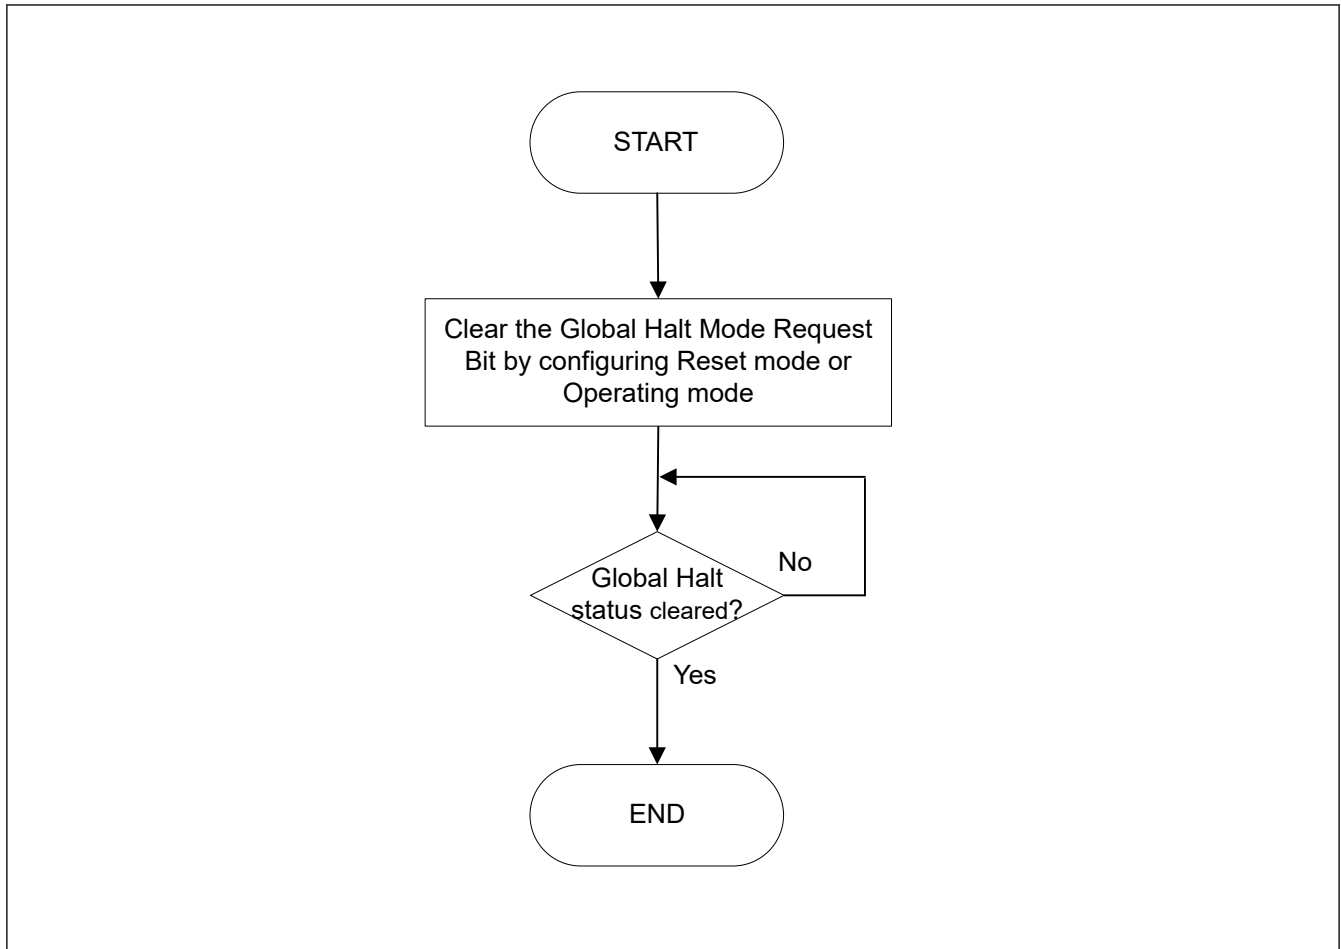 START
Clear the Global Halt Mode Request
Bit by configuring Reset mode or
Operating mode
No
Global Halt
status cleared?
Yes
END